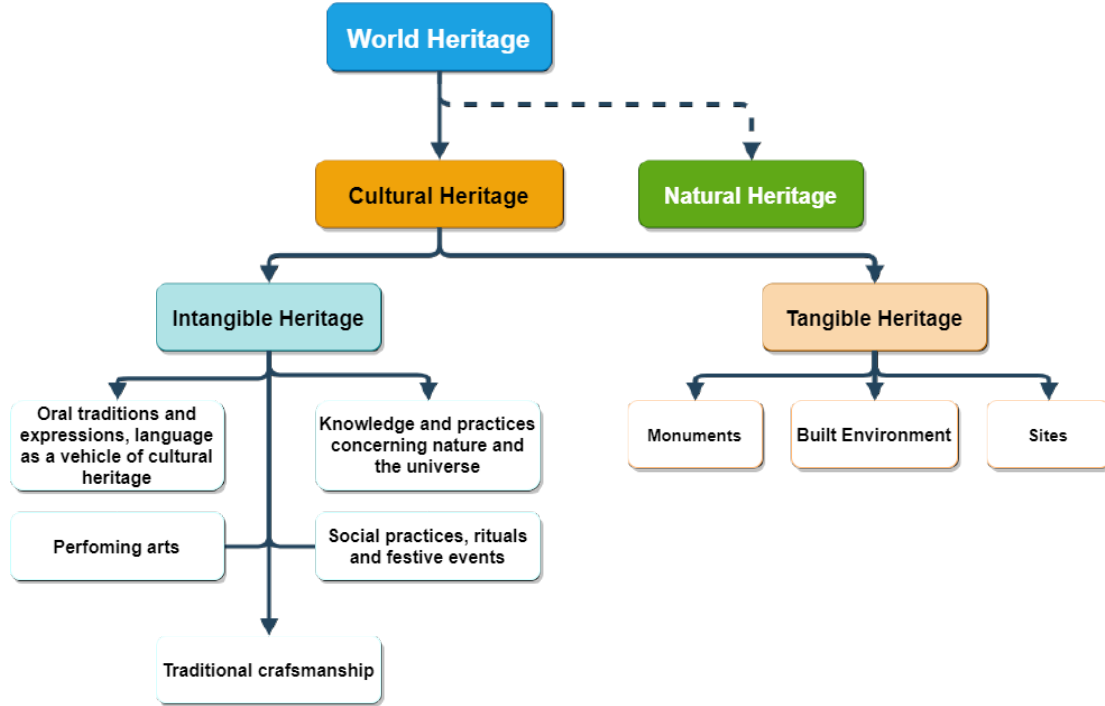 World Heritage
Cultural Heritage
Natural Heritage
Intangible Heritage
Tangible Heritage
Oral traditions and
expressions, language
as a vehicle of cultural
heritage
Knowledge and practices
concerning nature and
the universe
Monuments
Built Environment
Sites
Perfoming arts
Social practices, rituals
and festive events
Traditional crafsmanship